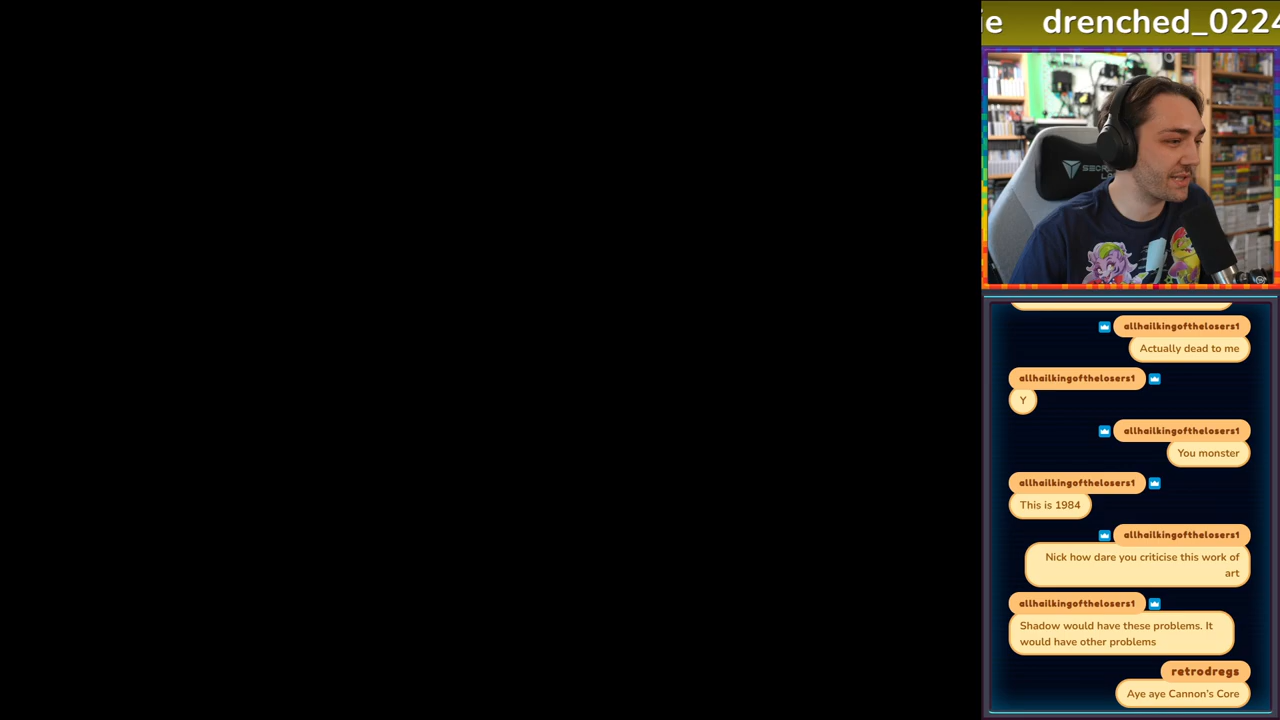 ie drenched_0224
SECRE
allhailkingofthelosers1
Actually dead to me
allhailkingofthelosers1
Y
allhailkingofthelosers1
You monster
allhailkingofthelosers1
This is 1984
allhailkingofthelosers1
Nick how dare you criticise this work of
art
allhailkingofthelosers1
Shadow would have these problems. It
would have other problems
retrodregs
Aye aye Cannon's Core